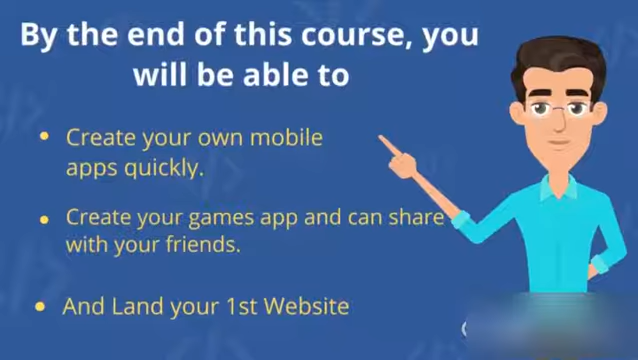 By the end of this course, you
will be able to
• Create your own mobile
apps quickly.
• Create your games app and can share
with your friends.
• And Land your 1st Website